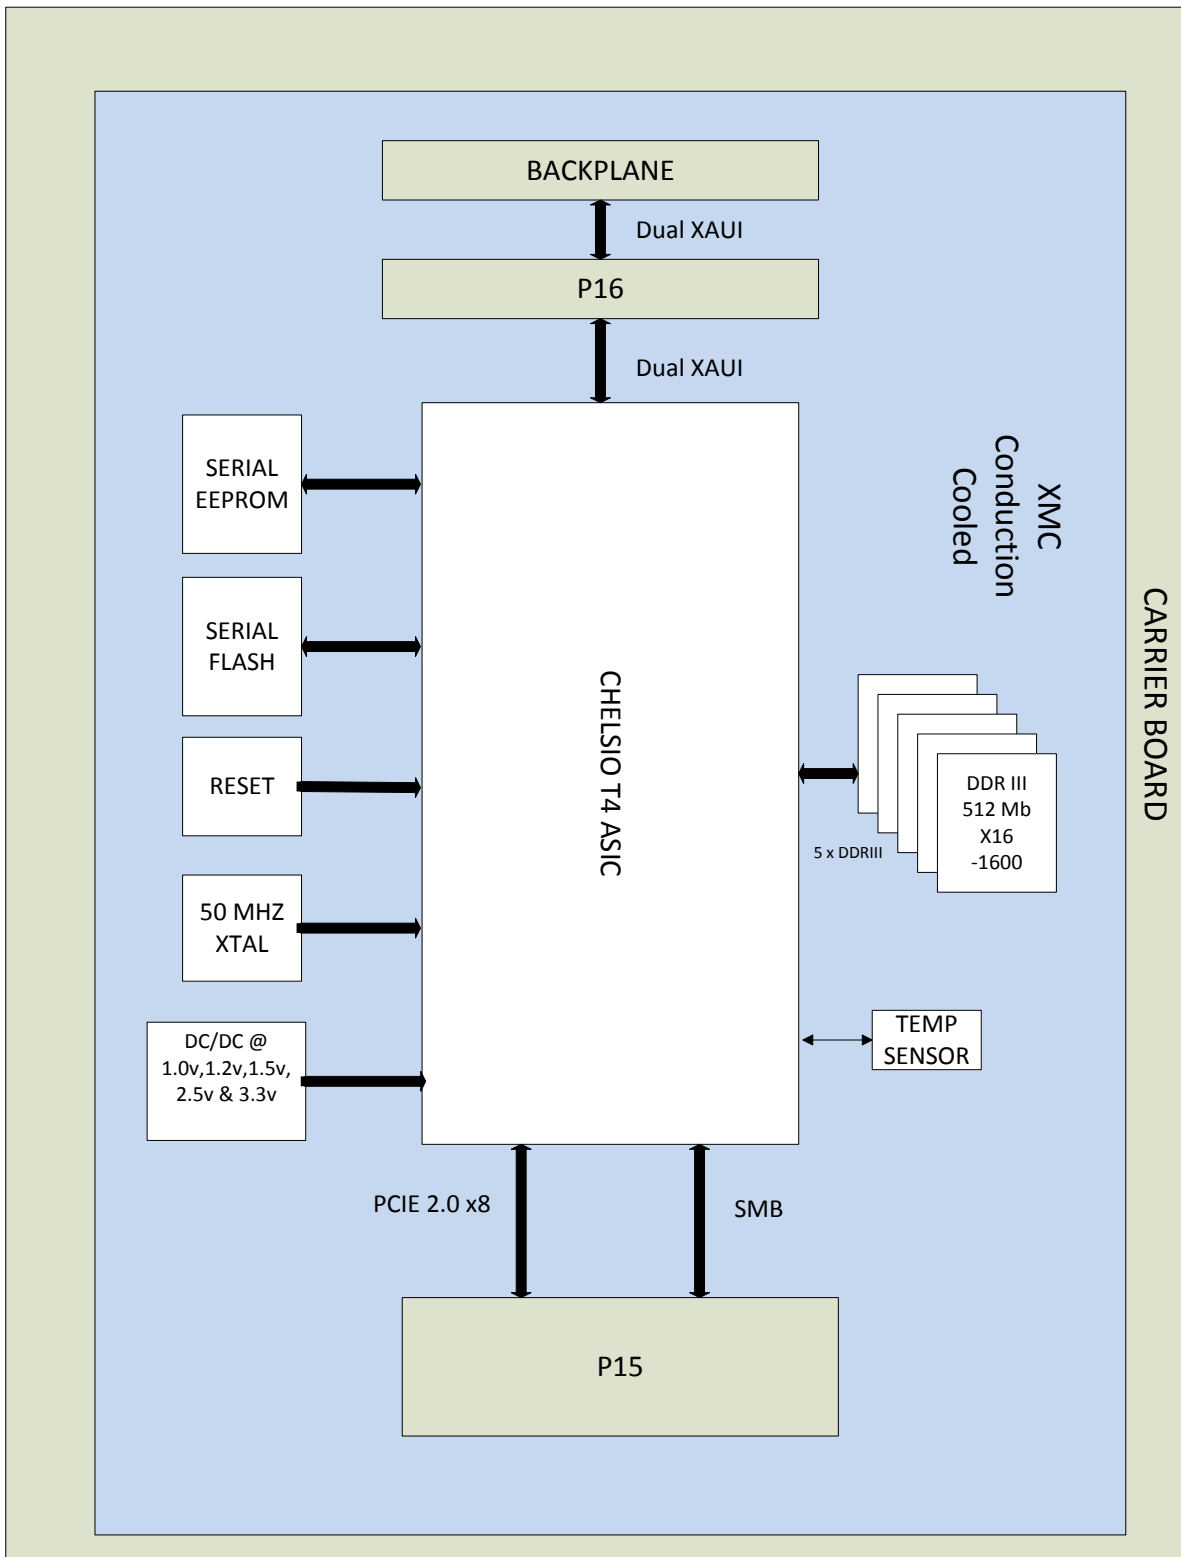 BACKPLANE
Dual XAUI
P16
Dual XAUI
SERIAL
EEPROM
XMC
Conduction
Cooled
SERIAL
FLASH
CHELSIO T4 ASIC
CARRIER BOARD
RESET
DDR III
512 Mb
X16
-1600
5 x DDRIII
50 MHZ
XTAL
DC/DC @
1.0v,1.2v,1.5v,
2.5v & 3.3v
TEMP
SENSOR
PCIE 2.0 x8
SMB
P15